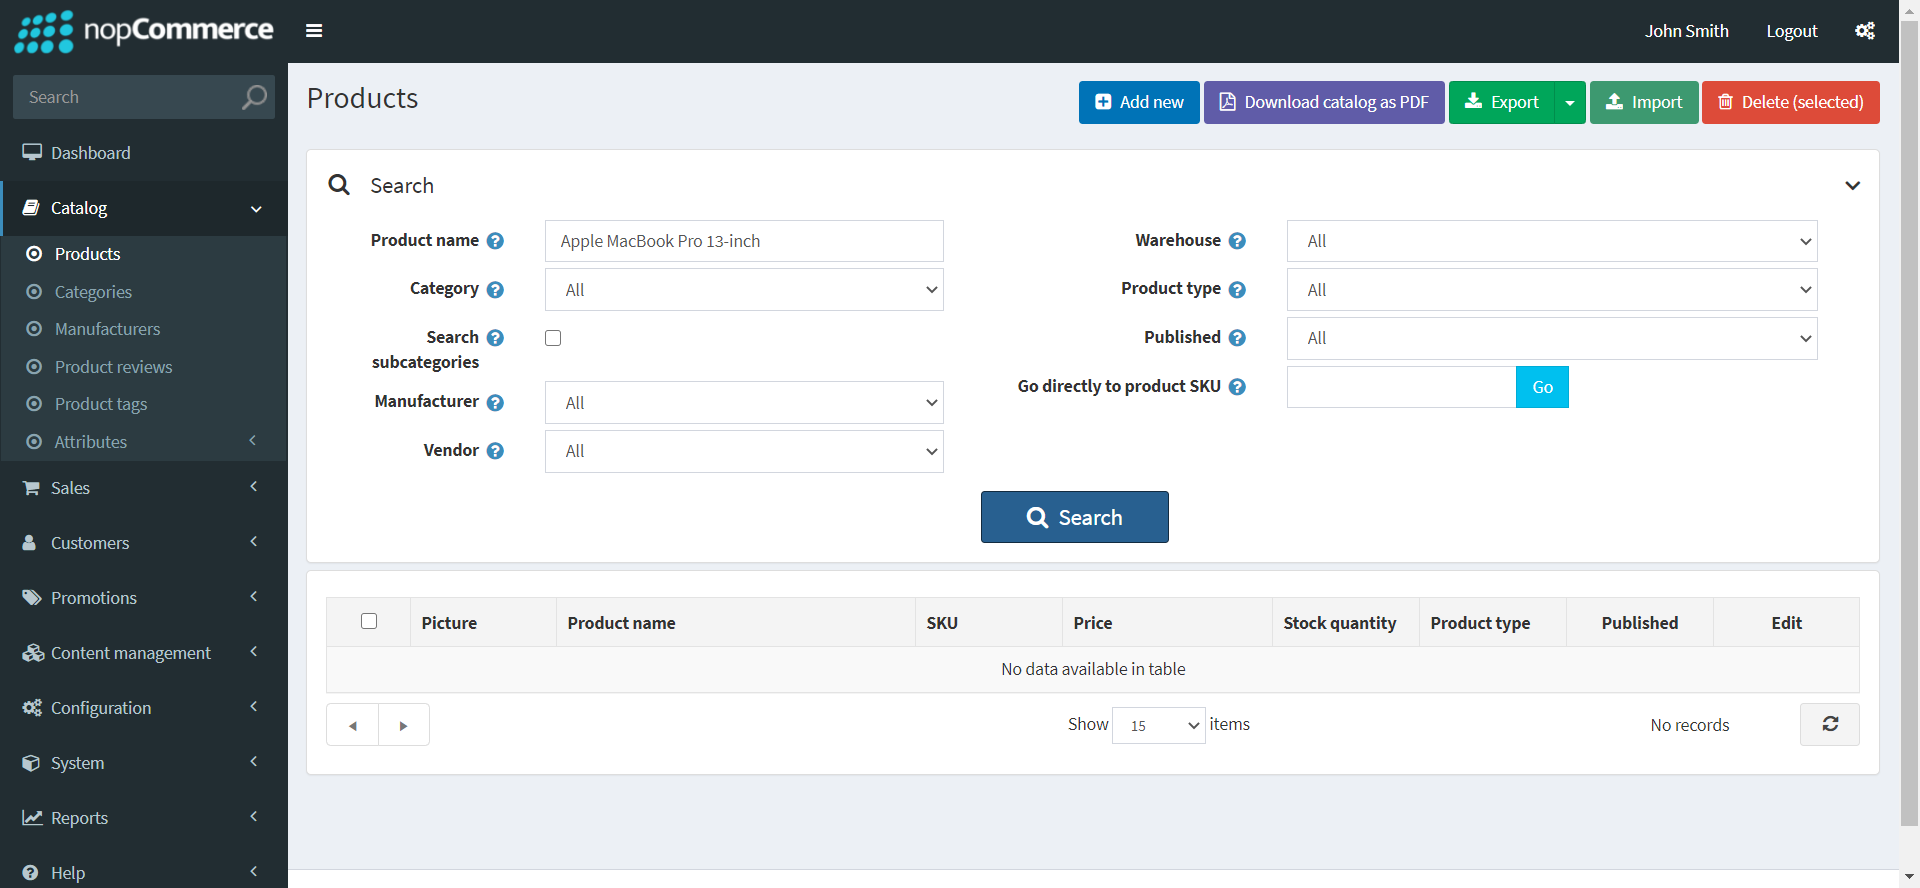 nopCommerce
John Smith
Logout
Search
Dashboard
Catalog
Products
Categories
Manufacturers
Product reviews
Product tags
Attributes
Sales
Customers
Promotions
Content management
Configuration
System
Reports
Help
Products
Add new
Download catalog as PDF
Export
Import
Delete (selected)
Search
Product name
Apple MacBook Pro 13-inch
Category
All
Search
subcategories
Manufacturer
All
Vendor
All
Warehouse
All
Product type
All
Published
All
Go directly to product SKU
Go
Search
Picture Product name SKU Price Stock quantity Product type Published Edit
No data available in table
Show 15 items
No records